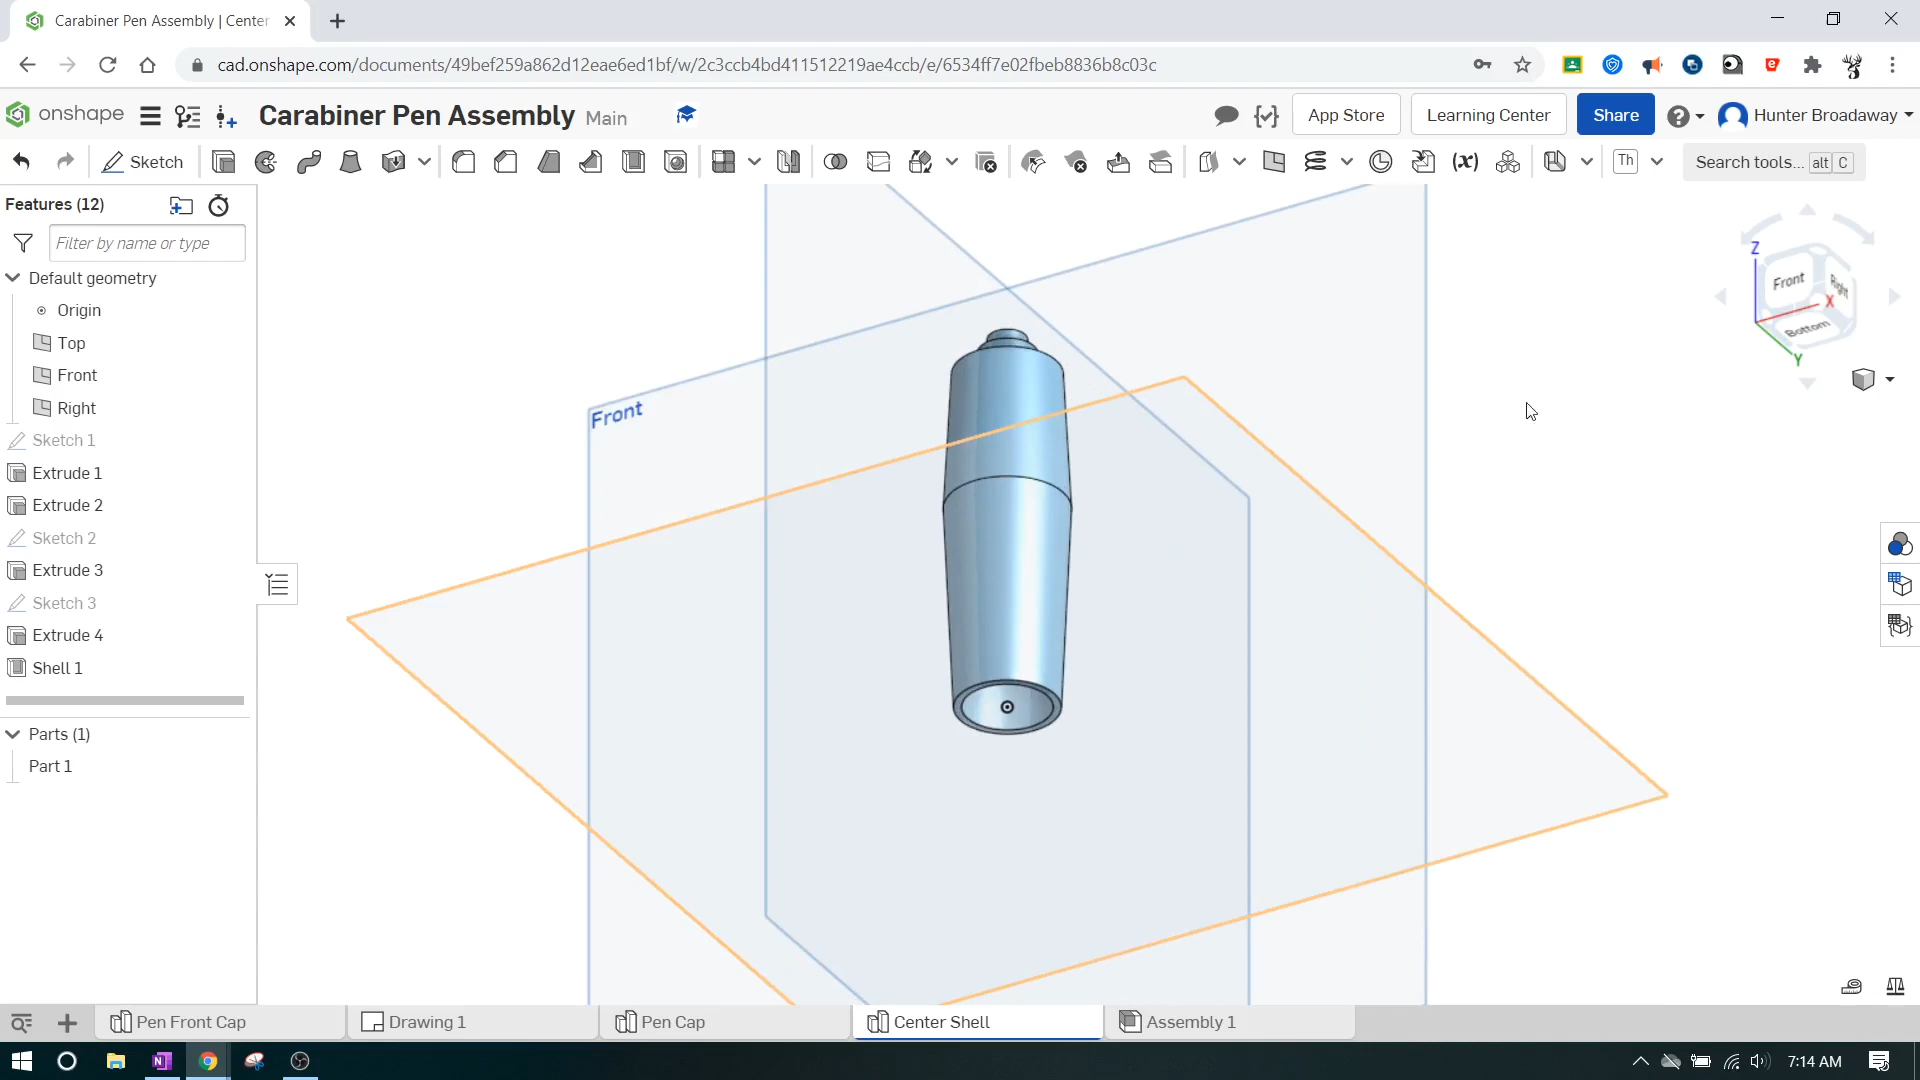 Carabiner Pen Assembly | Center
cad.onshape.com/documents/49bef259a862d12eae6ed1bf/w/2c3ccb4bd411512219ae4ccb/e/6534ff7e02fbeb8836b8c03c
onshape
Carabiner Pen Assembly Main
App Store
Learning Center
Share
Hunter Broadaway
Sketch
(x)
Th
Search tools... alt C
Features (12)
Filter by name or type
Default geometry
Origin
Top
Front
Right
Sketch 1
Extrude 1
Extrude 2
Sketch 2
Extrude 3
Sketch 3
Extrude 4
Shell 1
Parts (1)
Part 1
Front
Z
Front
Right
X
Bottom
Y
Pen Front Cap
Drawing 1
Pen Cap
Center Shell
Assembly 1
7:14 AM